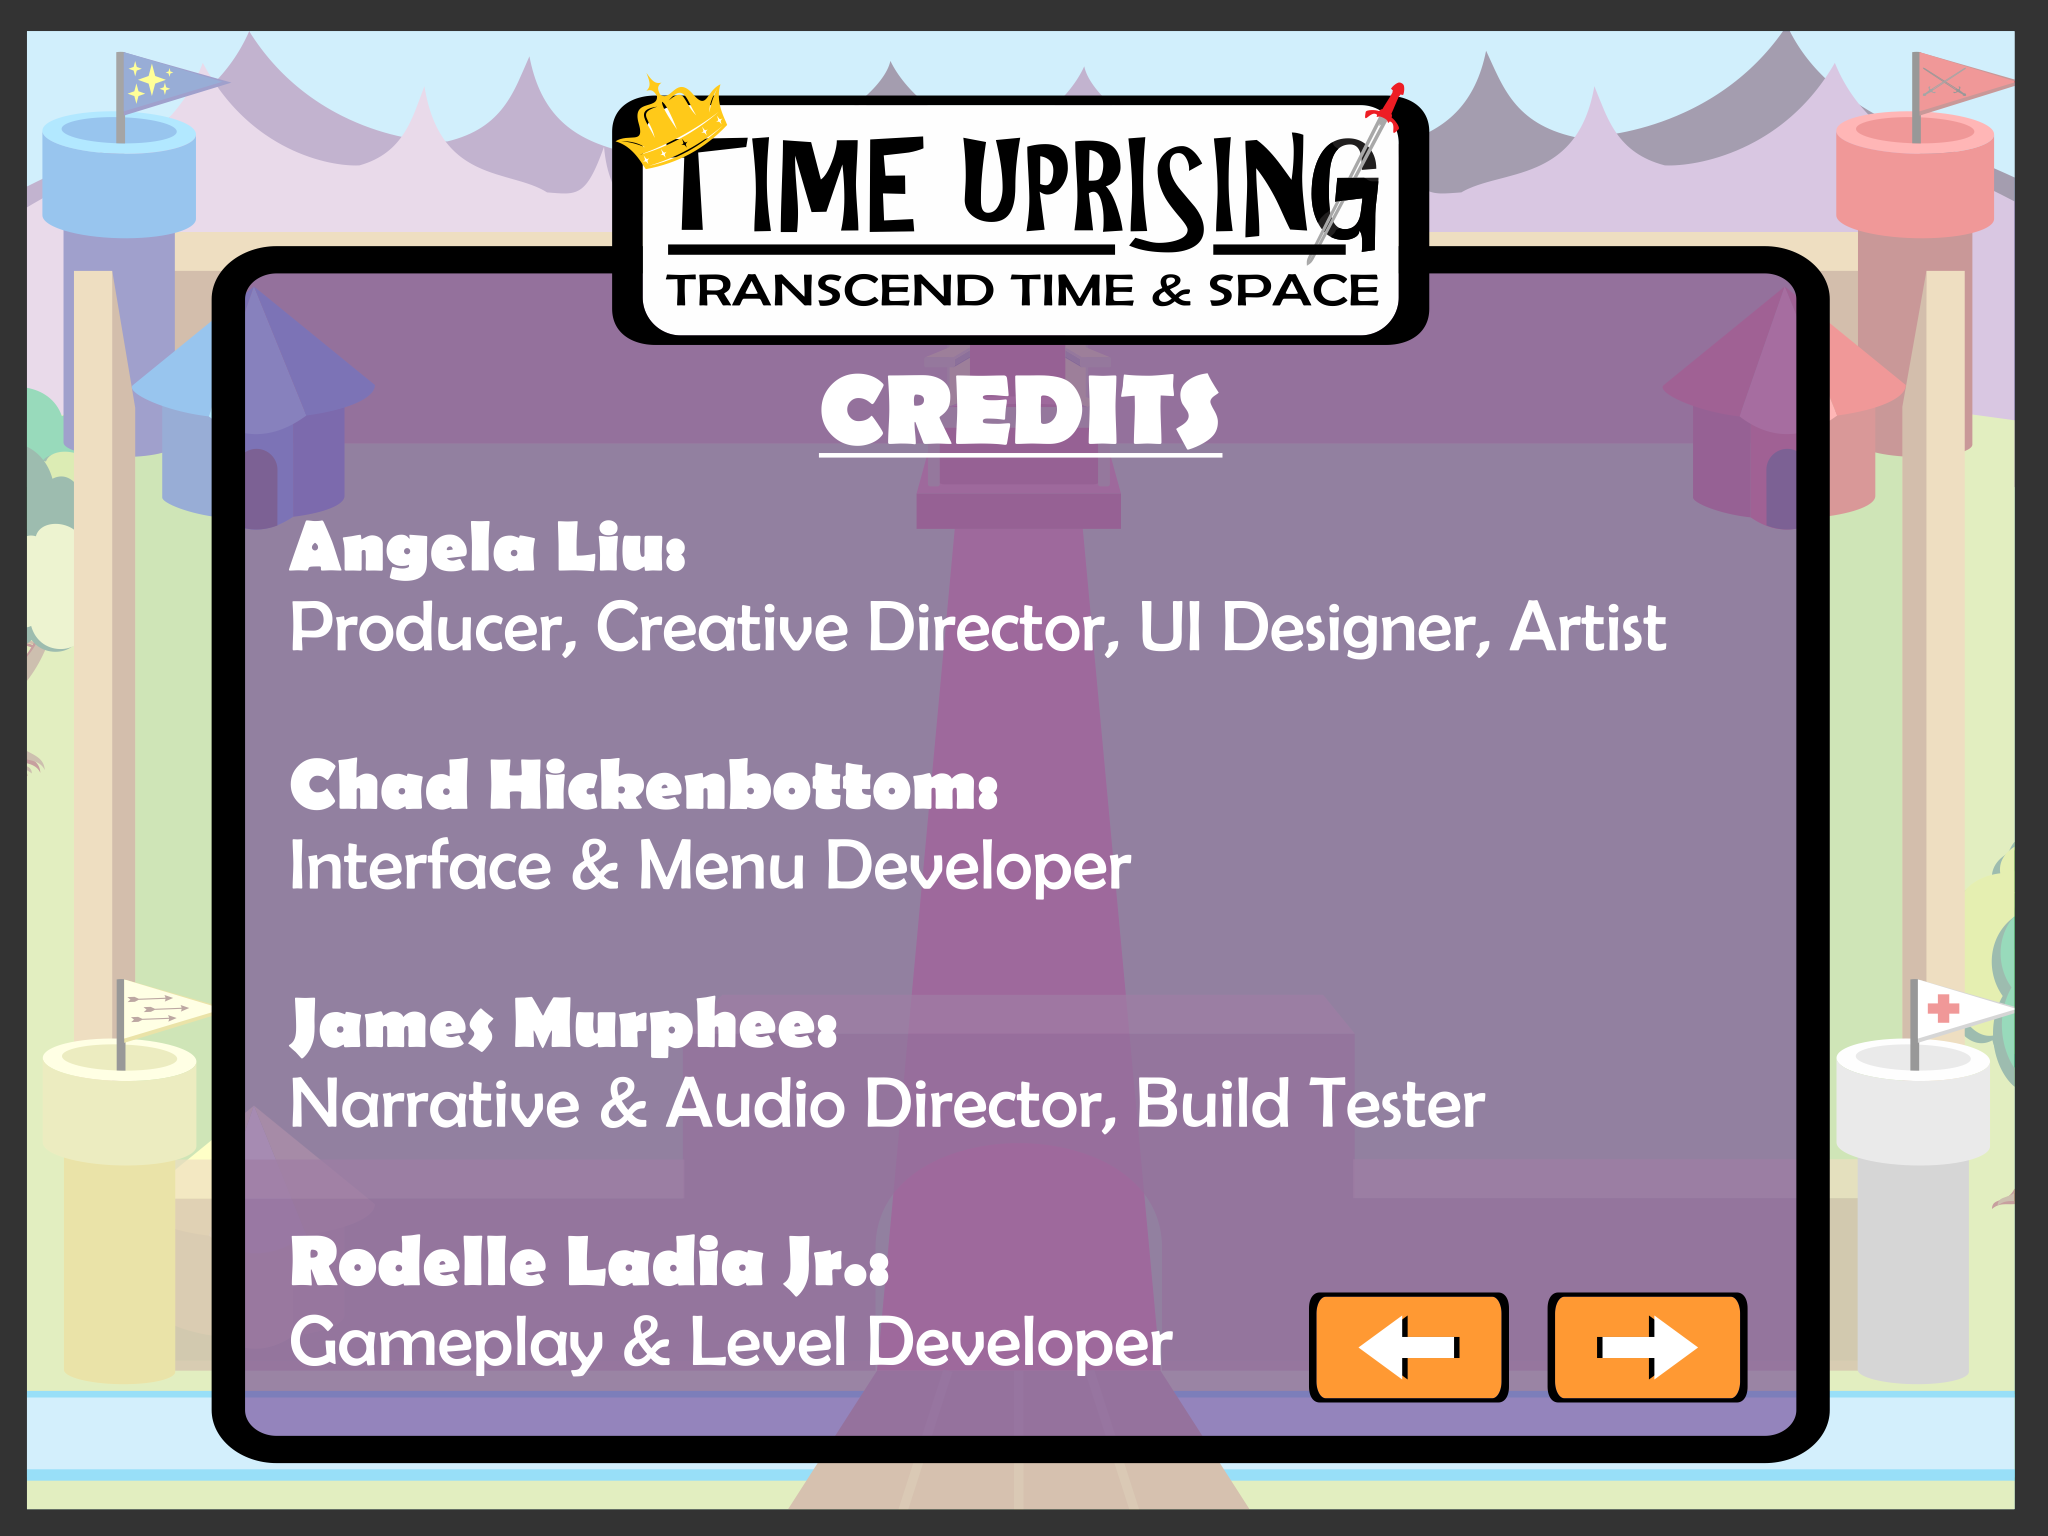 TIME UPRISING
TRANSCEND TIME & SPACE
CREDITS
Angela Liu:
Producer, Creative Director, UI Designer, Artist
Chad Hickenbottom:
Interface & Menu Developer
James Murphee:
Narrative & Audio Director, Build Tester
Rodelle Ladia Jr.:
Gameplay & Level Developer